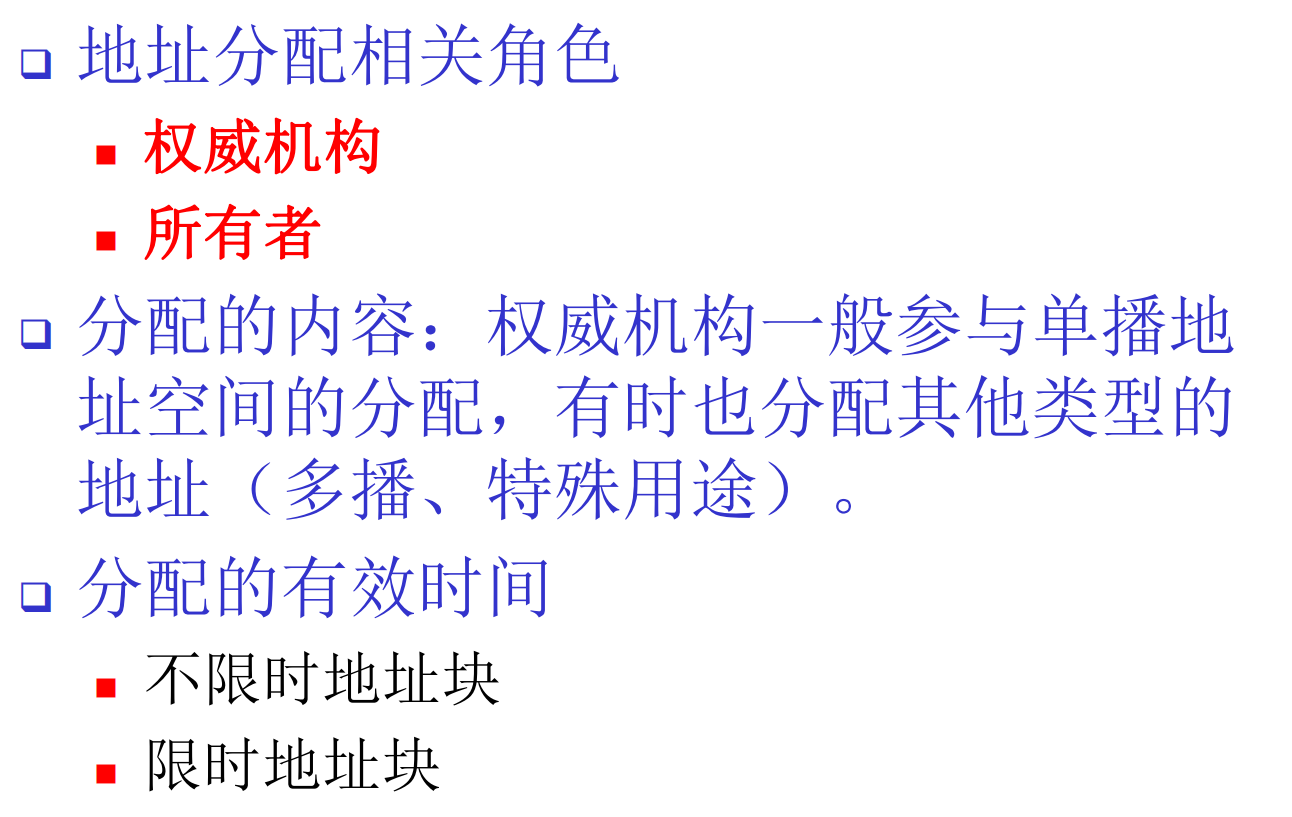 地址分配相关角色
权威机构
所有者
分配的内容：权威机构一般参与单播地
址空间的分配，有时也分配其他类型的
地址（多播、特殊用途）。
分配的有效时间
不限时地址块
限时地址块